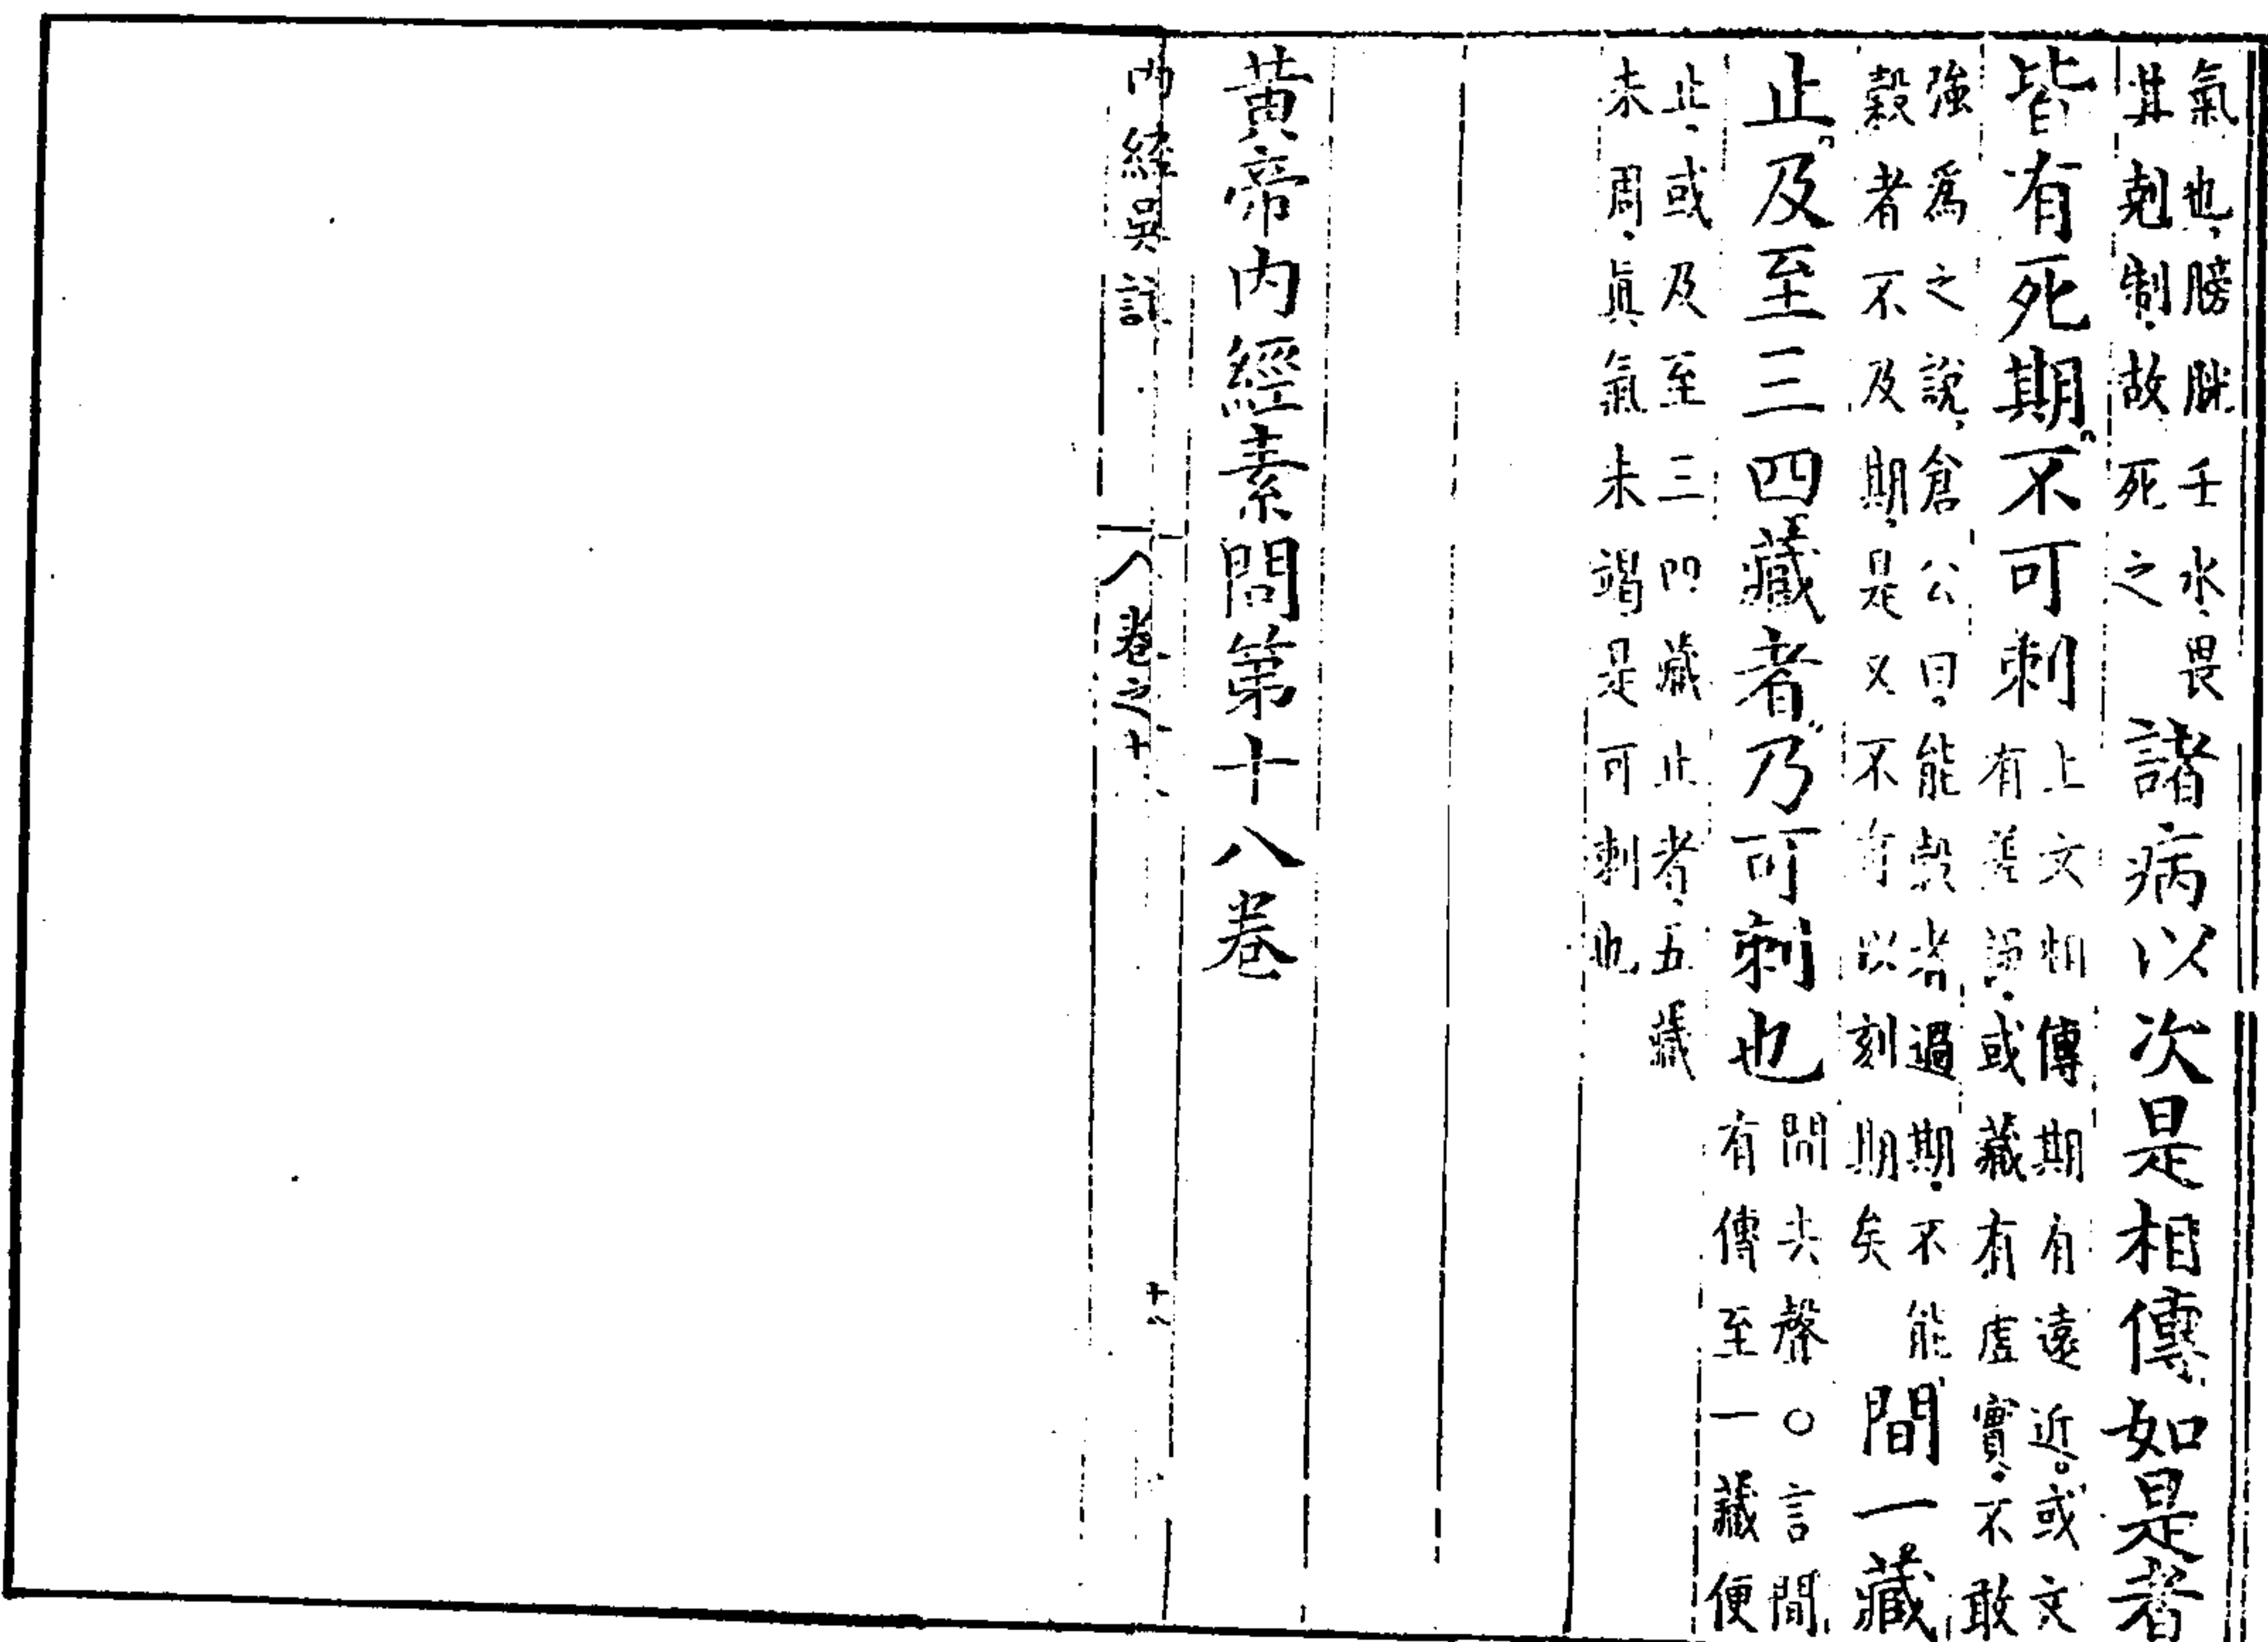 氣也膀胱壬水畏
其剋制故死之
諸病以次是相傳如是者
皆有死期不可刺
上文相傳期有遠近或文
有差誤或藏有虛實不敢
強爲之說倉公曰能穀者過期不能
穀者不及期是又不可以刻期矣
間一藏
止及至三四藏者乃可刺也
間去聲○言間
有傳至一藏便
止或及至三四藏止者五藏
未周眞氣未竭是可刺也
黃帝內經素問第十八卷
內經吳註
卷之十八